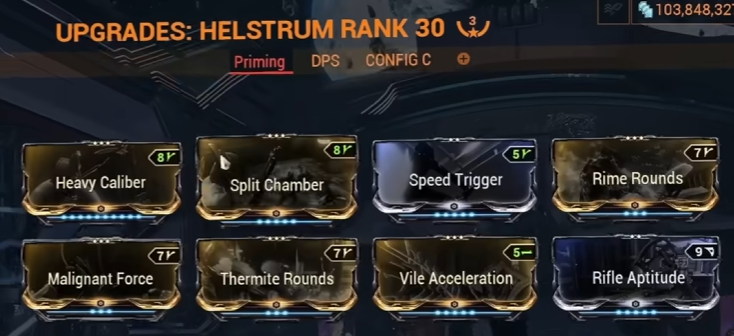 103,848,327
UPGRADES: HELSTRUM RANK 30 3
Priming DPS CONFIG C
8 8 5 7
Heavy Caliber Split Chamber Speed Trigger Rime Rounds
7 7 5 9
Malignant Force Thermite Rounds Vile Acceleration Rifle Aptitude